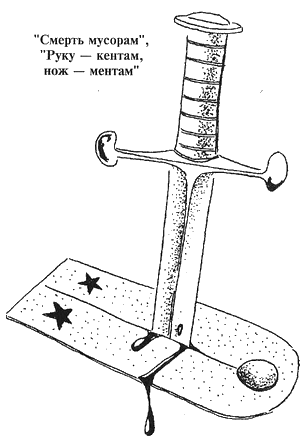 "Смерть мусорам",
"Руку — кентам,
нож — ментам"